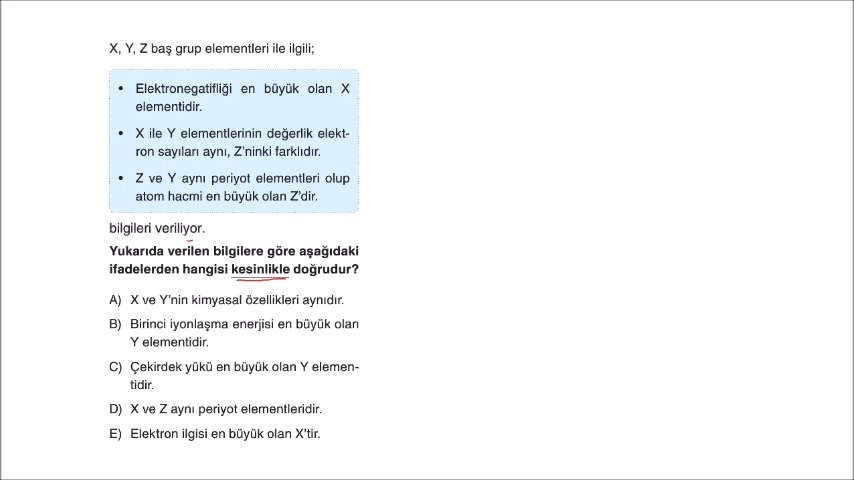 X, Y, Z baş grup elementleri ile ilgili;
• Elektronegatifliği en büyük olan X
elementidir.
• X ile Y elementlerinin değerlik elekt-
ron sayıları aynı, Z'ninki farklıdır.
• Z ve Y aynı periyot elementleri olup
atom hacmi en büyük olan Z'dir.
bilgileri veriliyor.
Yukarıda verilen bilgilere göre aşağıdaki
ifadelerden hangisi kesinlikle doğrudur?
A) X ve Y'nin kimyasal özellikleri aynıdır.
B) Birinci iyonlaşma enerjisi en büyük olan
Y elementidir.
C) Çekirdek yükü en büyük olan Y elemen-
tidir.
D) X ve Z aynı periyot elementleridir.
E) Elektron ilgisi en büyük olan X'tir.